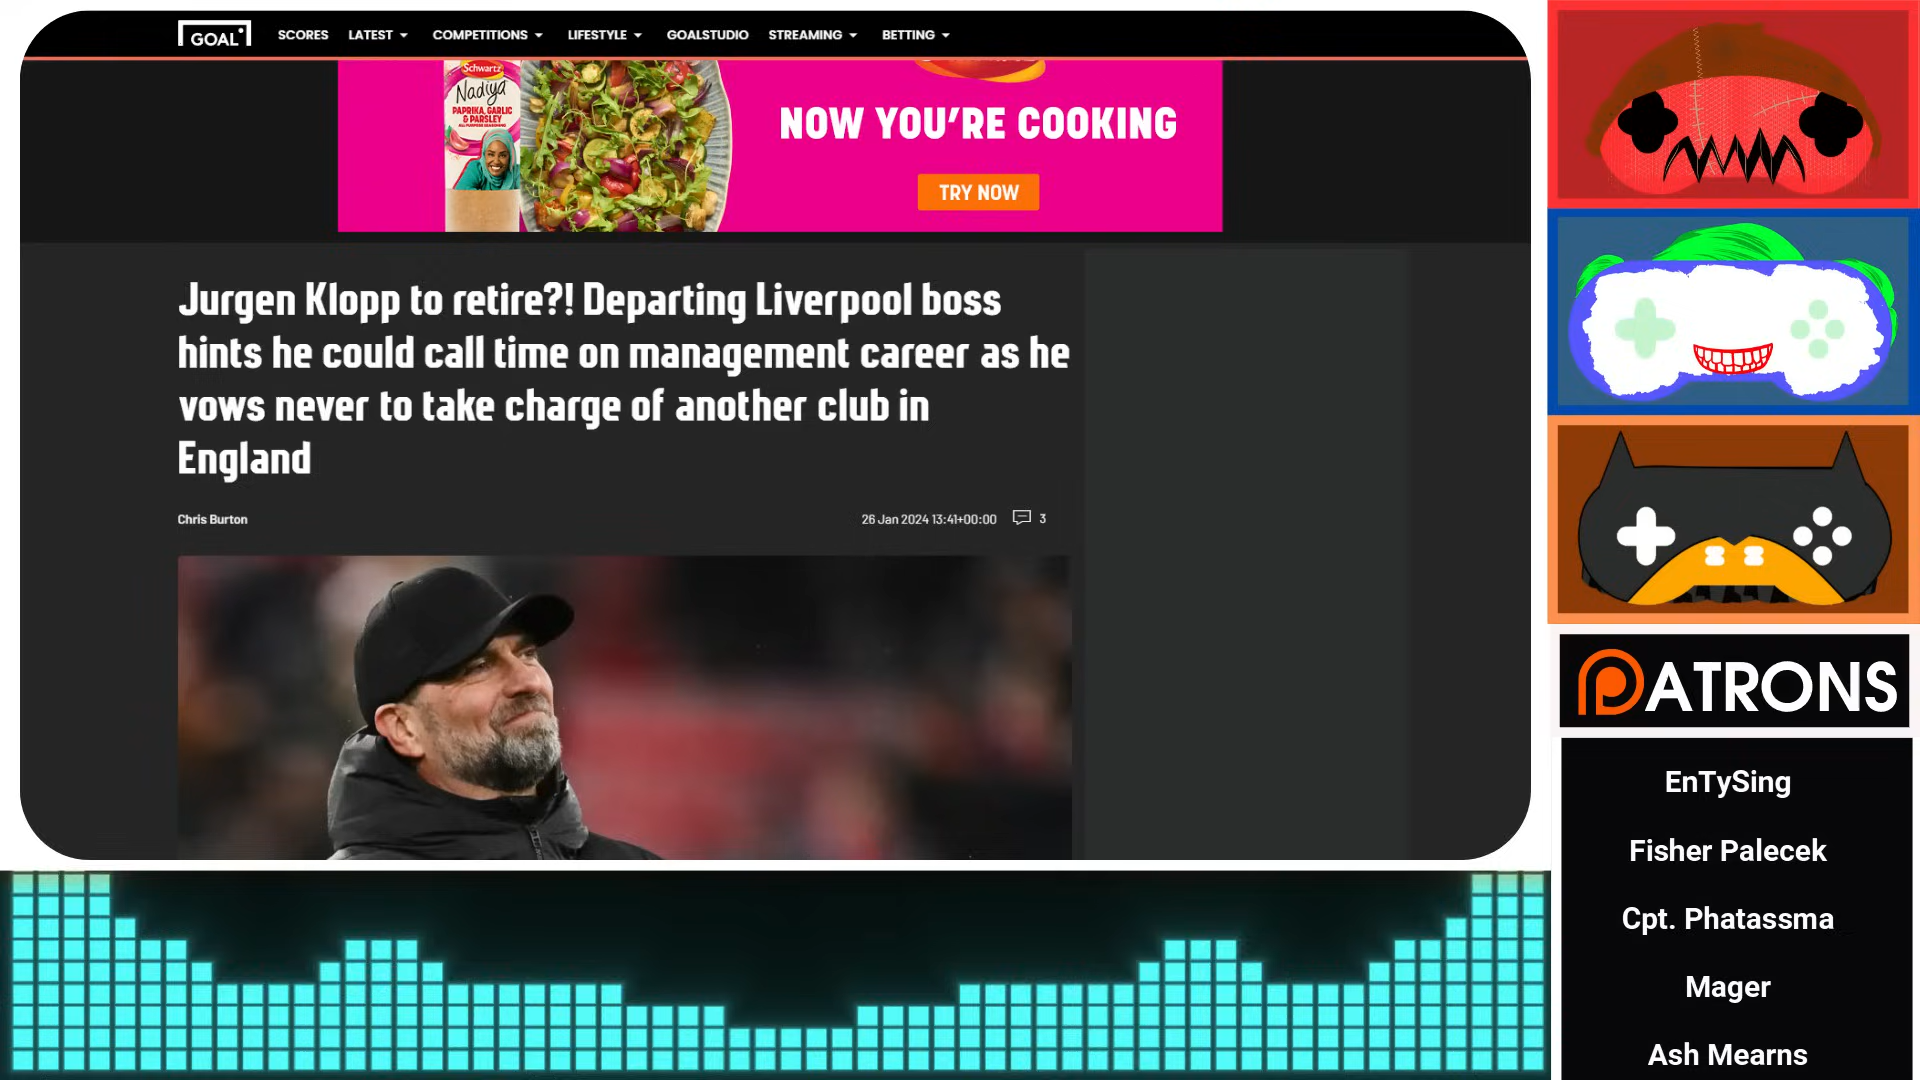 GOAL
SCORES LATEST COMPETITIONS LIFESTYLE GOALSTUDIO STREAMING BETTING
Schwartz
Nadiya
PAPRIKA, GARLIC
& PARSLEY
NOW YOU'RE COOKING
TRY NOW
Jurgen Klopp to retire?! Departing Liverpool boss
hints he could call time on management career as he
vows never to take charge of another club in
England
Chris Burton
26 Jan 2024 13:41+00:00 3
PATRONS
EnTySing
Fisher Palecek
Cpt. Phatassma
Mager
Ash Mearns